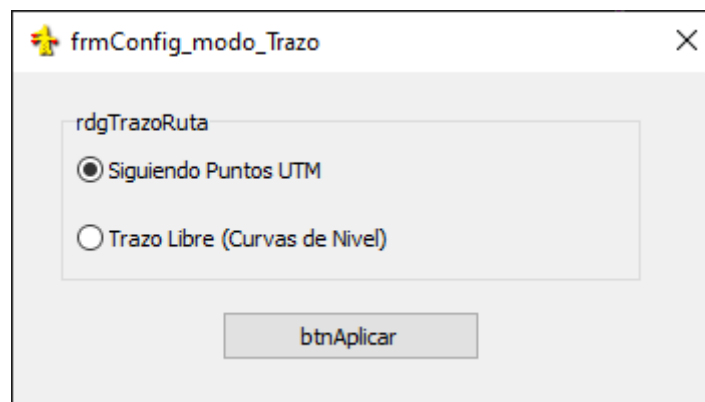 frmConfig_modo_Trazo
rdgTrazoRuta
Siguiendo Puntos UTM
Trazo Libre (Curvas de Nivel)
btnAplicar